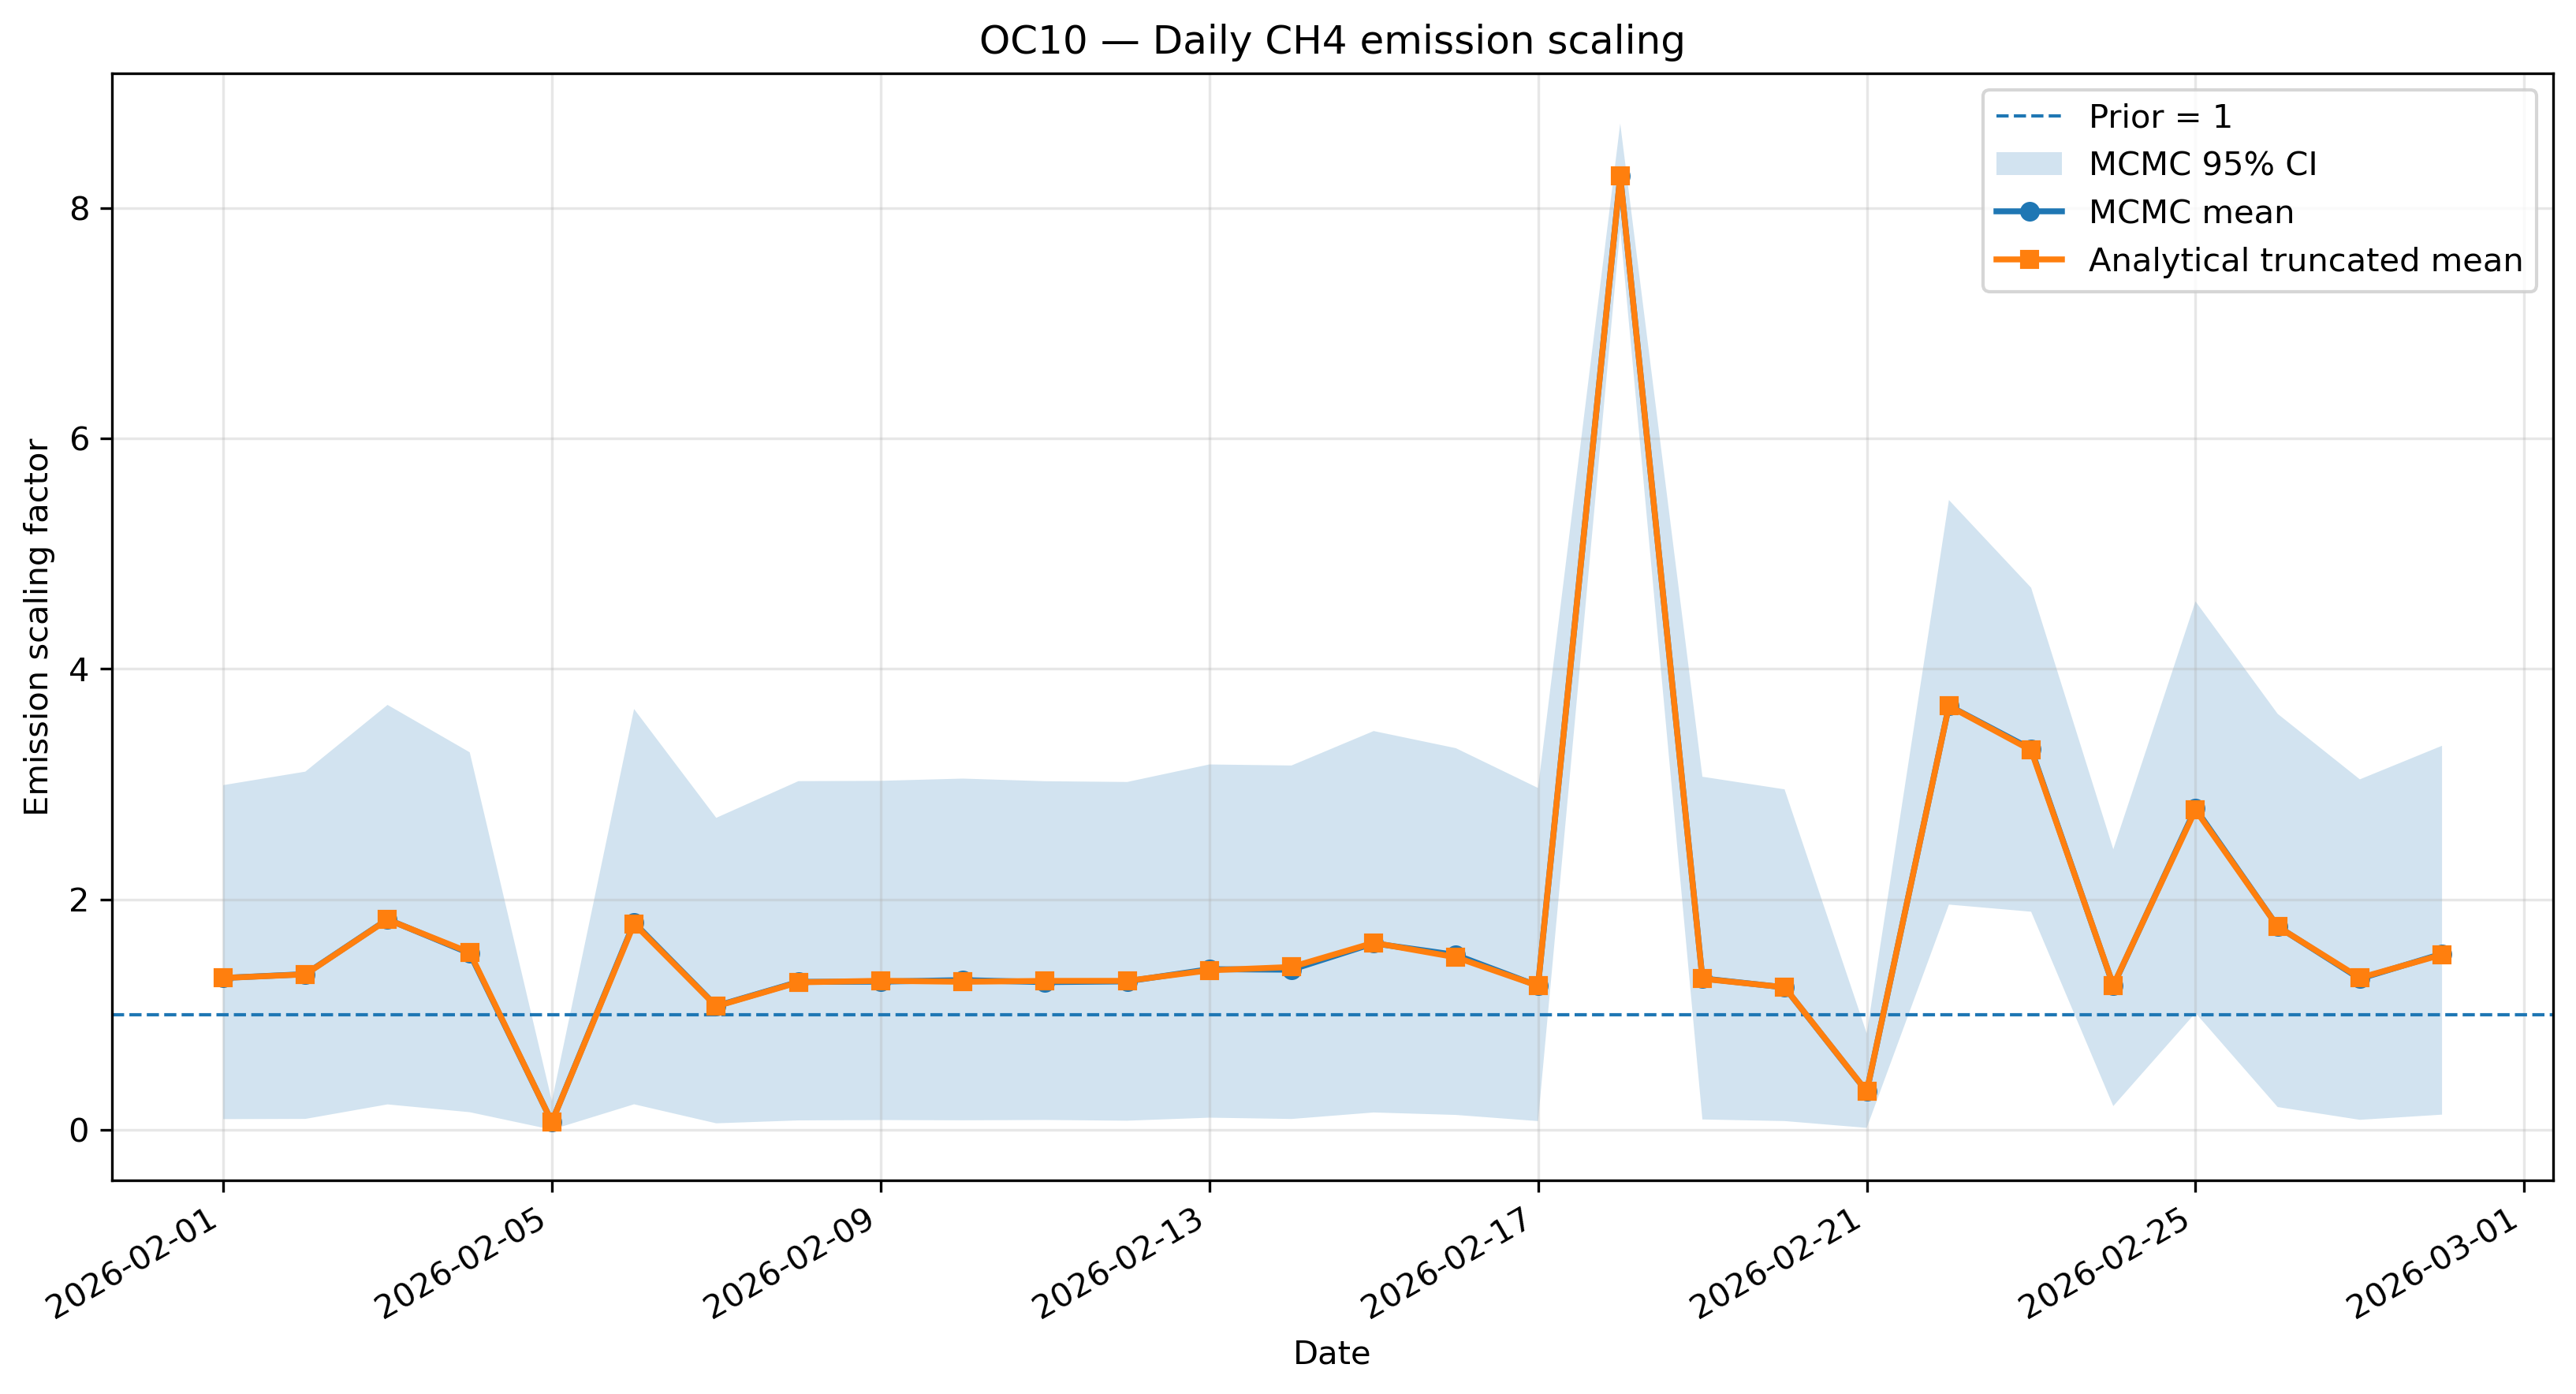 OC10 — Daily CH4 emission scaling
Prior = 1
MCMC 95% CI
MCMC mean
Analytical truncated mean
Emission scaling factor
8
6
4
2
0
2026-02-01
2026-02-05
2026-02-09
2026-02-13
2026-02-17
2026-02-21
2026-02-25
2026-03-01
Date